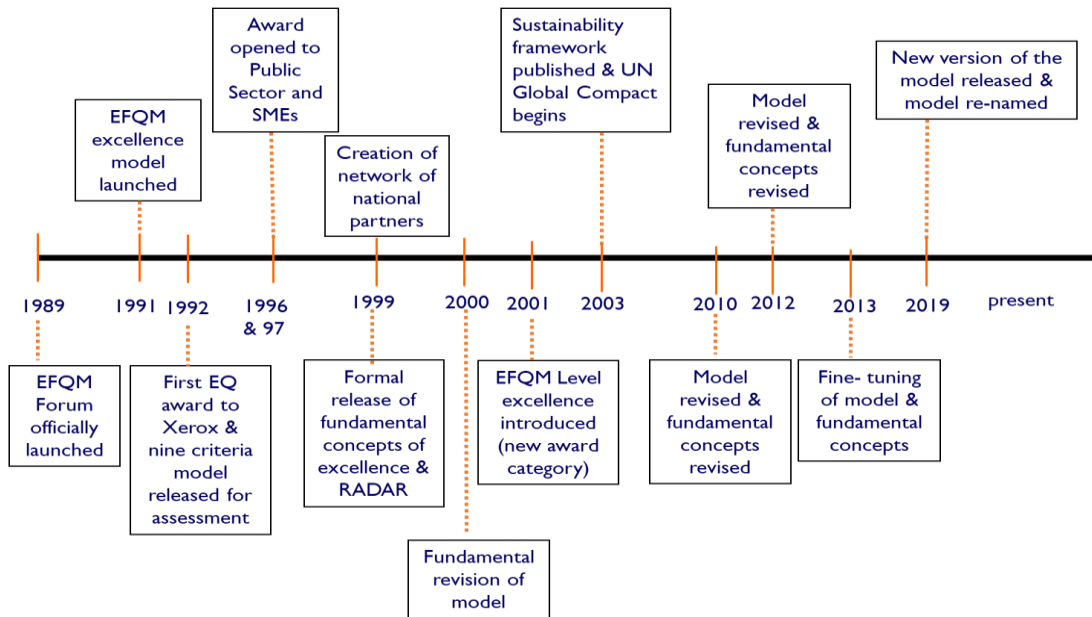 Award
opened to
Public
Sector and
SMEs
Sustainability
framework
published & UN
Global Compact
begins
New version of the
model released &
model re-named
EFQM
excellence
model
launched
Model
revised &
fundamental
concepts
revised
Creation of
network of
national
partners
1989
1991
1992
1996
& 97
1999
2000
2001
2003
2010
2012
2013
2019
present
EFQM
Forum
officially
launched
First EQ
award to
Xerox &
nine criteria
model
released for
assessment
Formal
release of
fundamental
concepts of
excellence &
RADAR
EFQM Level
excellence
introduced
(new award
category)
Model
revised &
fundamental
concepts
revised
Fine- tuning
of model &
fundamental
concepts
Fundamental
revision of
model